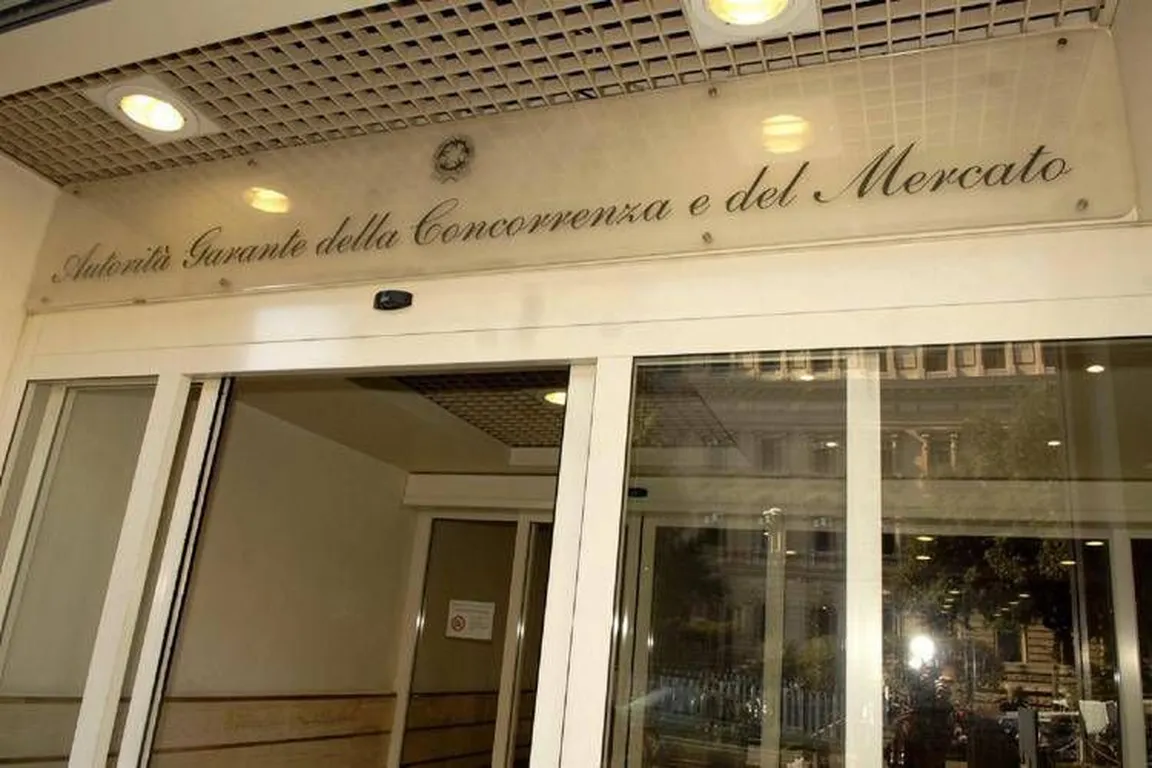 Autorità Garante della Concorrenza e del Mercato